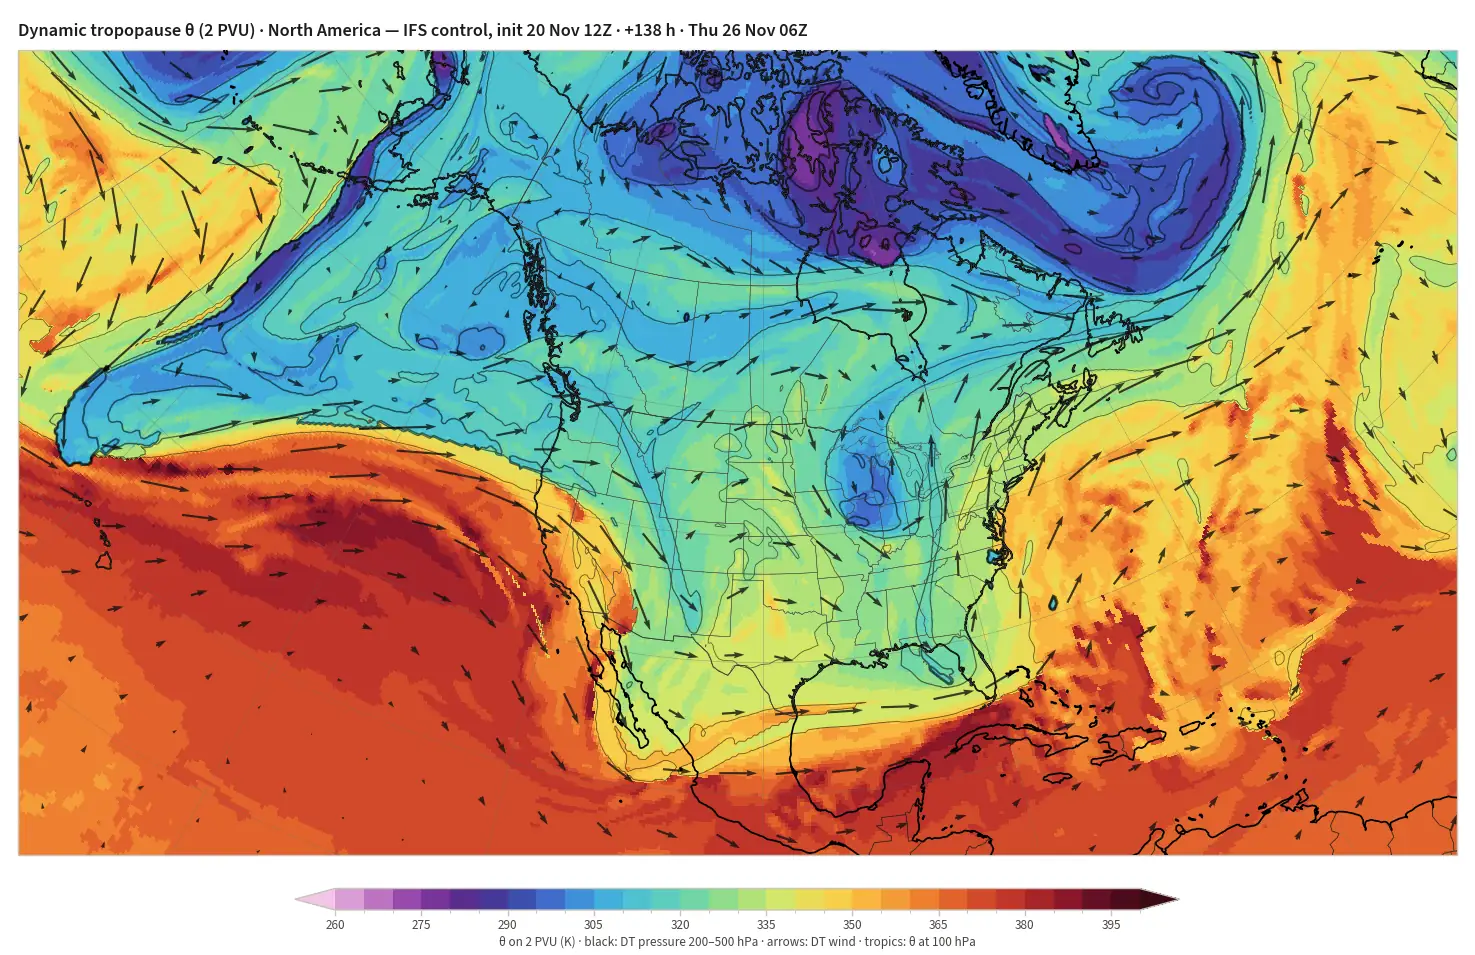 Dynamic tropopause θ (2 PVU) · North America — IFS control, init 20 Nov 12Z · +138 h · Thu 26 Nov 06Z
260 275 290 305 320 335 350 365 380 395
θ on 2 PVU (K) · black: DT pressure 200–500 hPa · arrows: DT wind · tropics: θ at 100 hPa